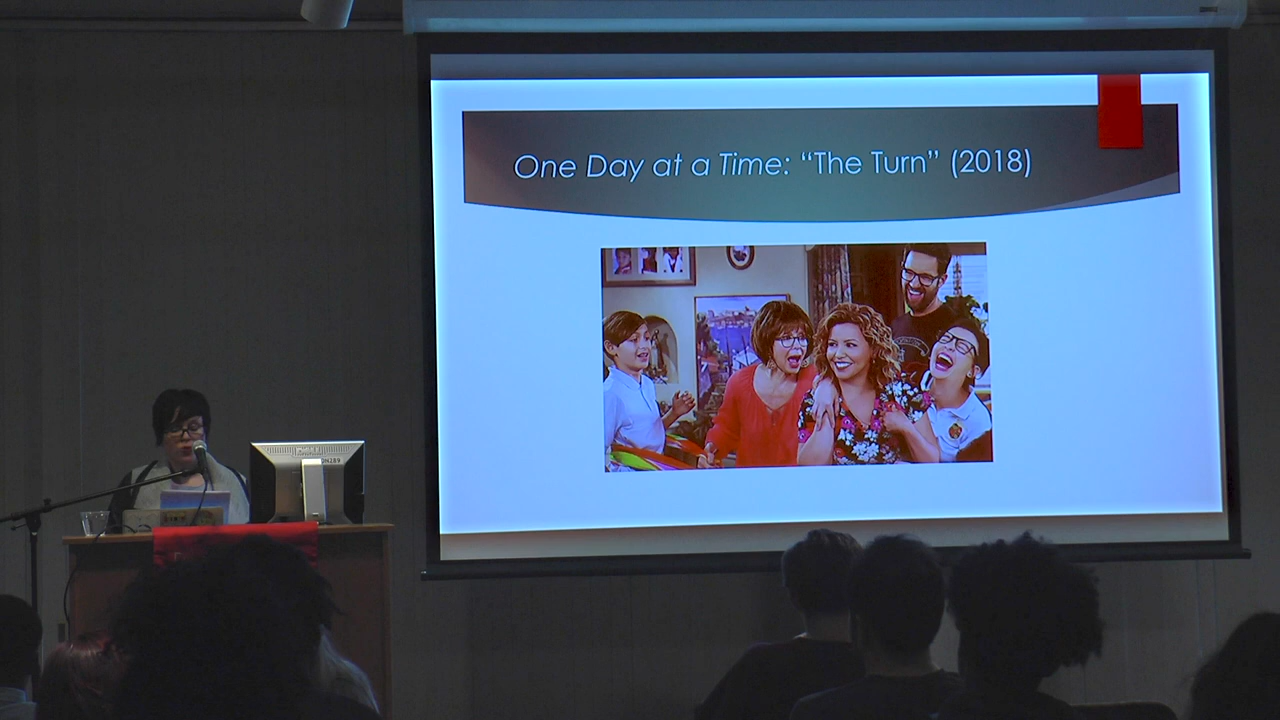 One Day at a Time: “The Turn” (2018)